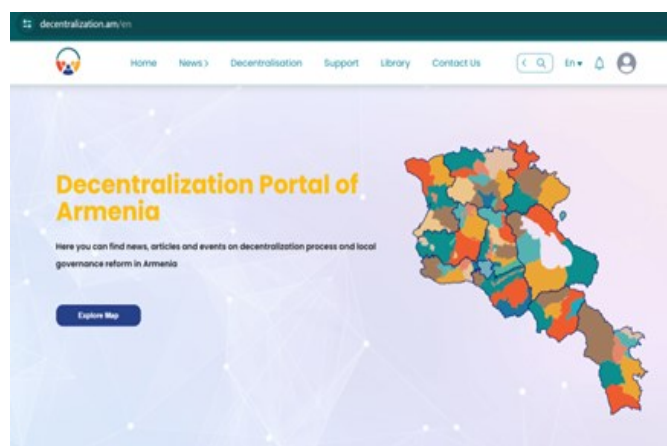 decentralization.am/en
Home News > Decentralisation Support Library Contact Us En
Decentralization Portal of
Armenia
Here you can find news, articles and events on decentralization process and local
governance reform in Armenia
Explore Map